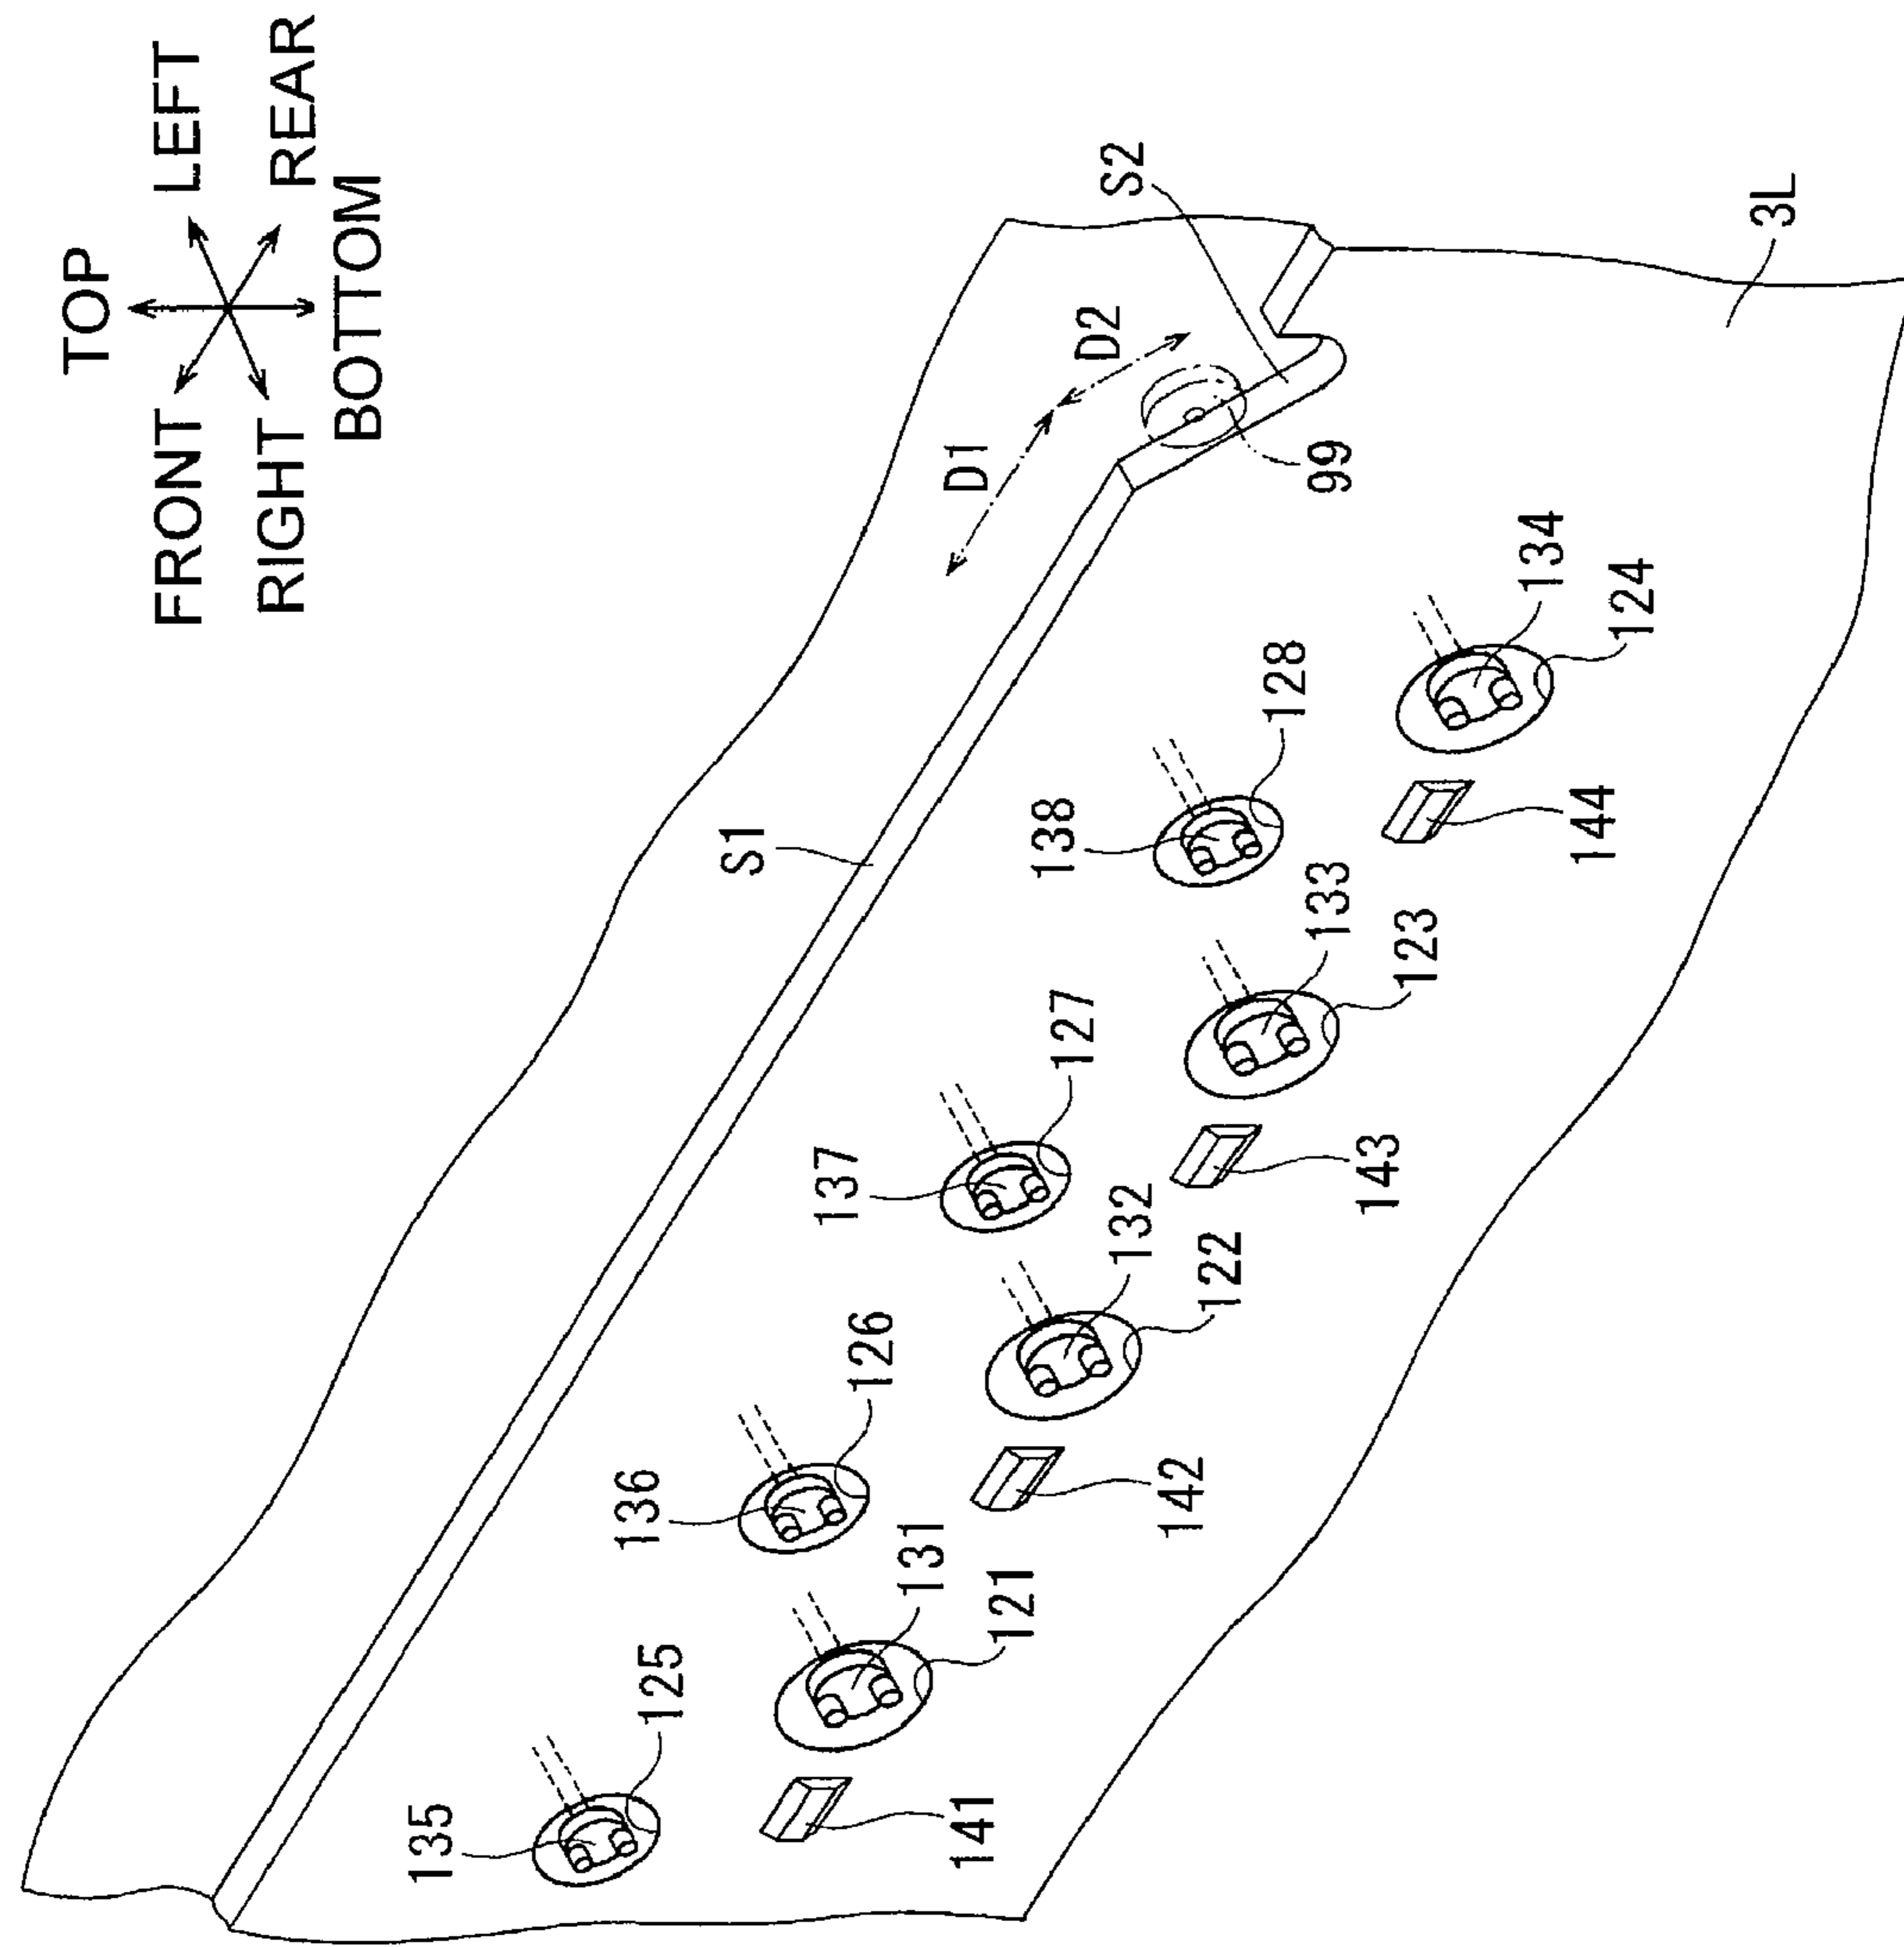 TOP
FRONT
LEFT
RIGHT
REAR
BOTTOM
S2
3L
D2
D1
99
134
124
128
138
S1
144
133
123
127
137
143
132
122
126
136
142
131
121
125
135
141